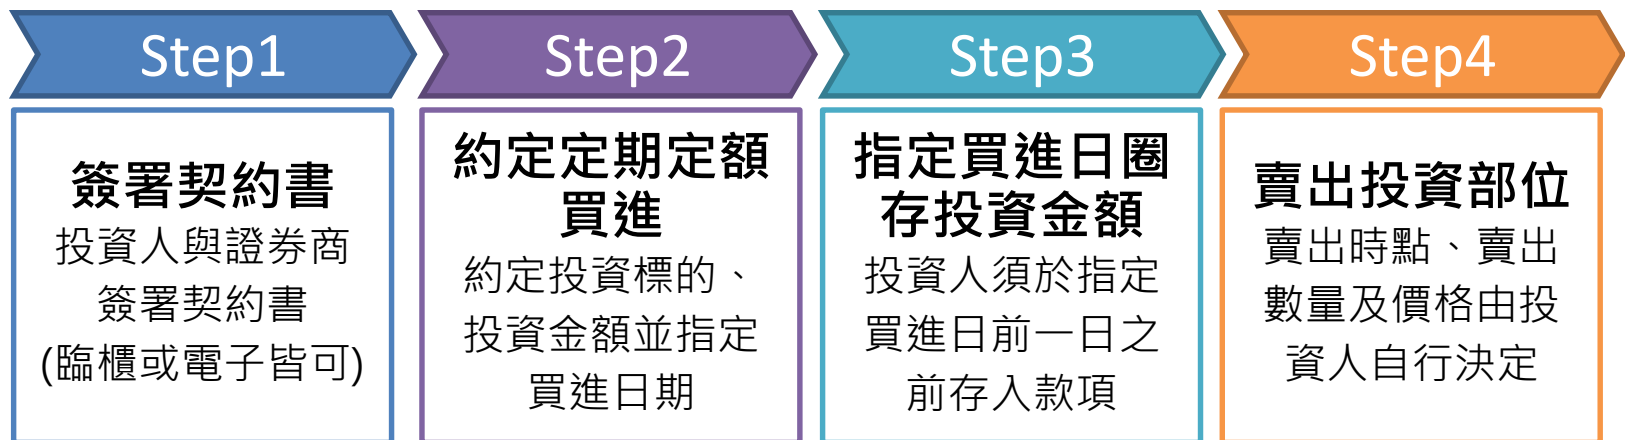 Step1
簽署契約書
投資人與證券商
簽署契約書
(臨櫃或電子皆可)
Step2
約定定期定額
買進
約定投資標的、
投資金額並指定
買進日期
Step3
指定買進日圈
存投資金額
投資人須於指定
買進日前一日之
前存入款項
Step4
賣出投資部位
賣出時點、賣出
數量及價格由投
資人自行決定